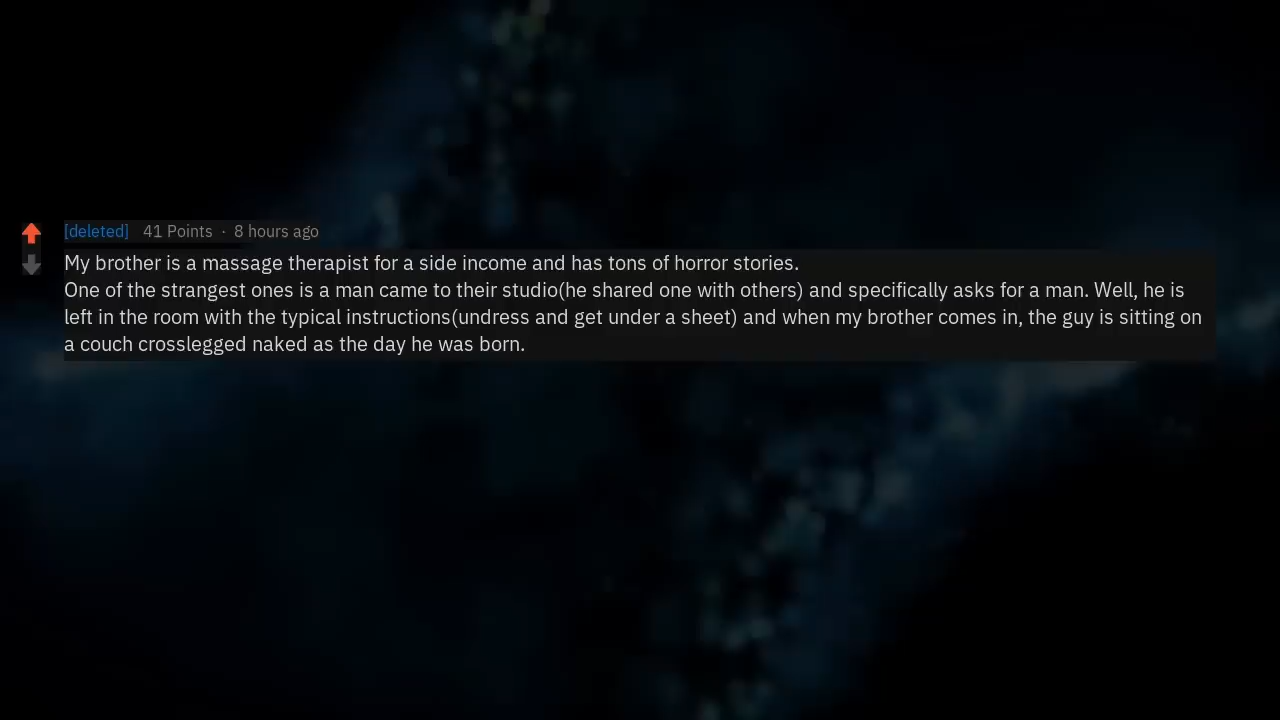 [deleted] 41 Points · 8 hours ago
My brother is a massage therapist for a side income and has tons of horror stories.
One of the strangest ones is a man came to their studio(he shared one with others) and specifically asks for a man. Well, he is
left in the room with the typical instructions(undress and get under a sheet) and when my brother comes in, the guy is sitting on
a couch crosslegged naked as the day he was born.